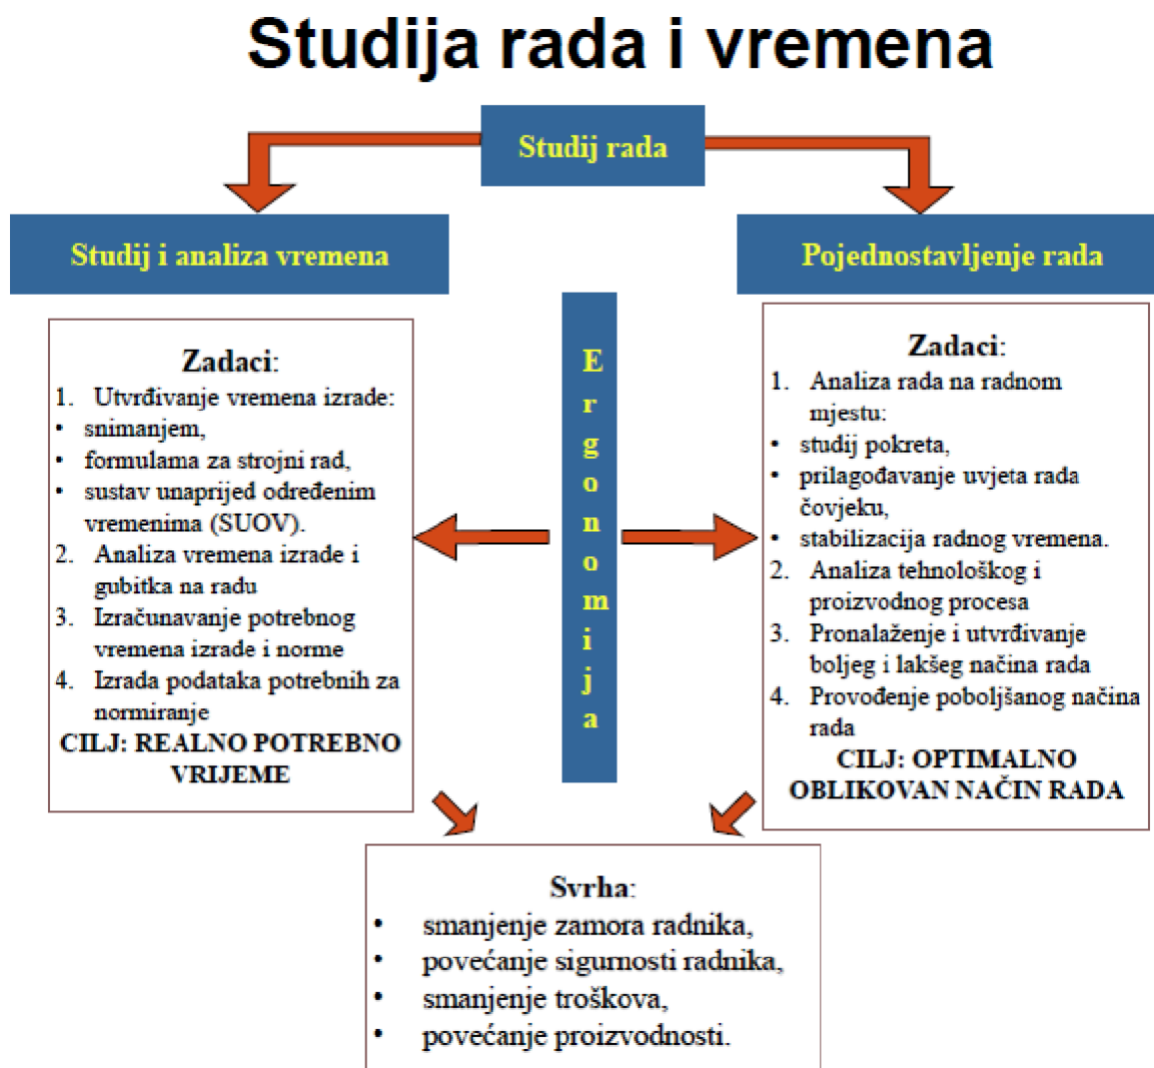 Studija rada i vremena
Studij rada
Studij i analiza vremena
Pojednostavljenje rada
Zadaci:
1. Utvrđivanje vremena izrade:
• snimanjem,
• formulama za strojni rad,
• sustav unaprijed određenim
vremenima (SUOV).
2. Analiza vremena izrade i
gubitka na radu
3. Izračunavanje potrebnog
vremena izrade i norme
4. Izrada podataka potrebnih za
normiranje
CILJ: REALNO POTREBNO
VRIJEME
Ergonomija
Zadaci:
1. Analiza rada na radnom
mjestu:
• studij pokreta,
• prilagođavanje uvjeta rada
čovjeku,
• stabilizacija radnog vremena.
2. Analiza tehnološkog i
proizvodnog procesa
3. Pronalaženje i utvrđivanje
boljeg i lakšeg načina rada
4. Provođenje poboljšanog načina
rada
CILJ: OPTIMALNO
OBLIKOVAN NAČIN RADA
Svrha:
• smanjenje zamora radnika,
• povećanje sigurnosti radnika,
• smanjenje troškova,
• povećanje proizvodnosti.